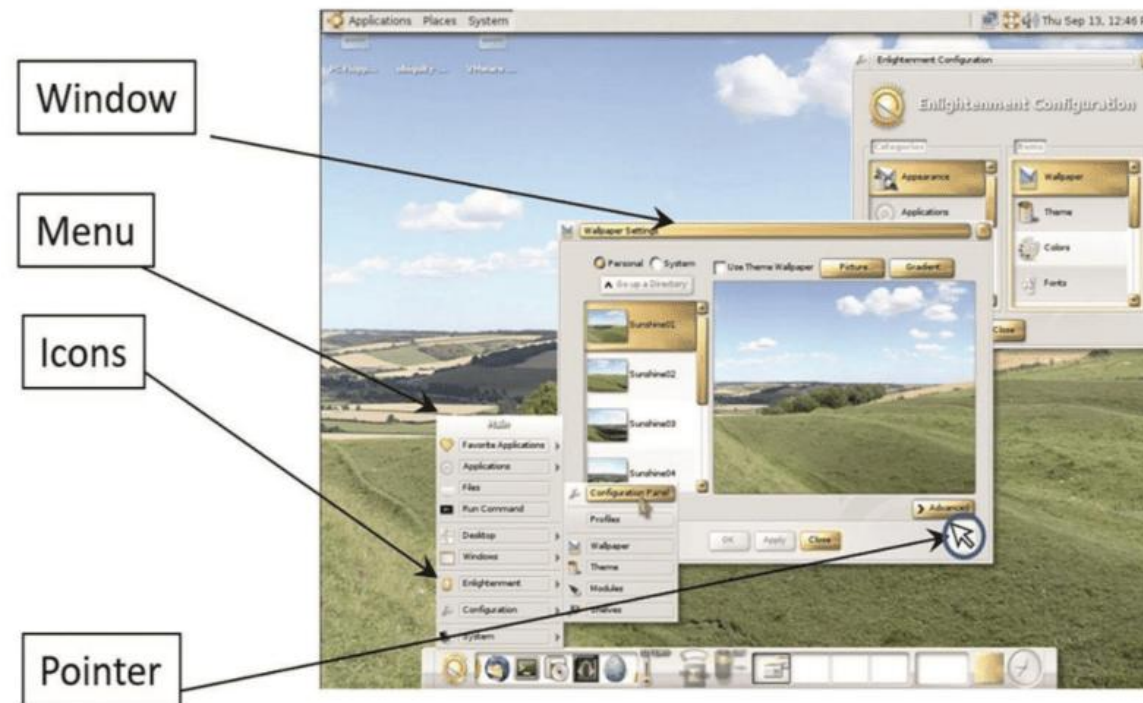 Window
Menu
Icons
Pointer
Applications Places System
Thu Sep 13, 12:46
Enlightenment Configuration
Enlightenment Configuration
Categories
Items
Appearance
Applications
Wallpaper
Theme
Colors
Fonts
Close
Wallpaper Settings
Personal System
Use Theme Wallpaper
Picture
Gradient
Go up a Directory
Sunshine01
Sunshine02
Sunshine03
Sunshine04
Advanced
OK Apply Close
Main
Favorite Applications
Applications
Files
Run Command
Desktop
Windows
Enlightenment
Configuration
System
Configuration Panel
Profiles
Wallpaper
Theme
Modules
Shelves